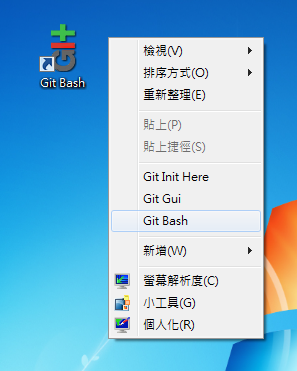 Git Bash
檢視(V)
排序方式(O)
重新整理(E)
貼上(P)
貼上捷徑(S)
Git Init Here
Git Gui
Git Bash
新增(W)
螢幕解析度(C)
小工具(G)
個人化(R)